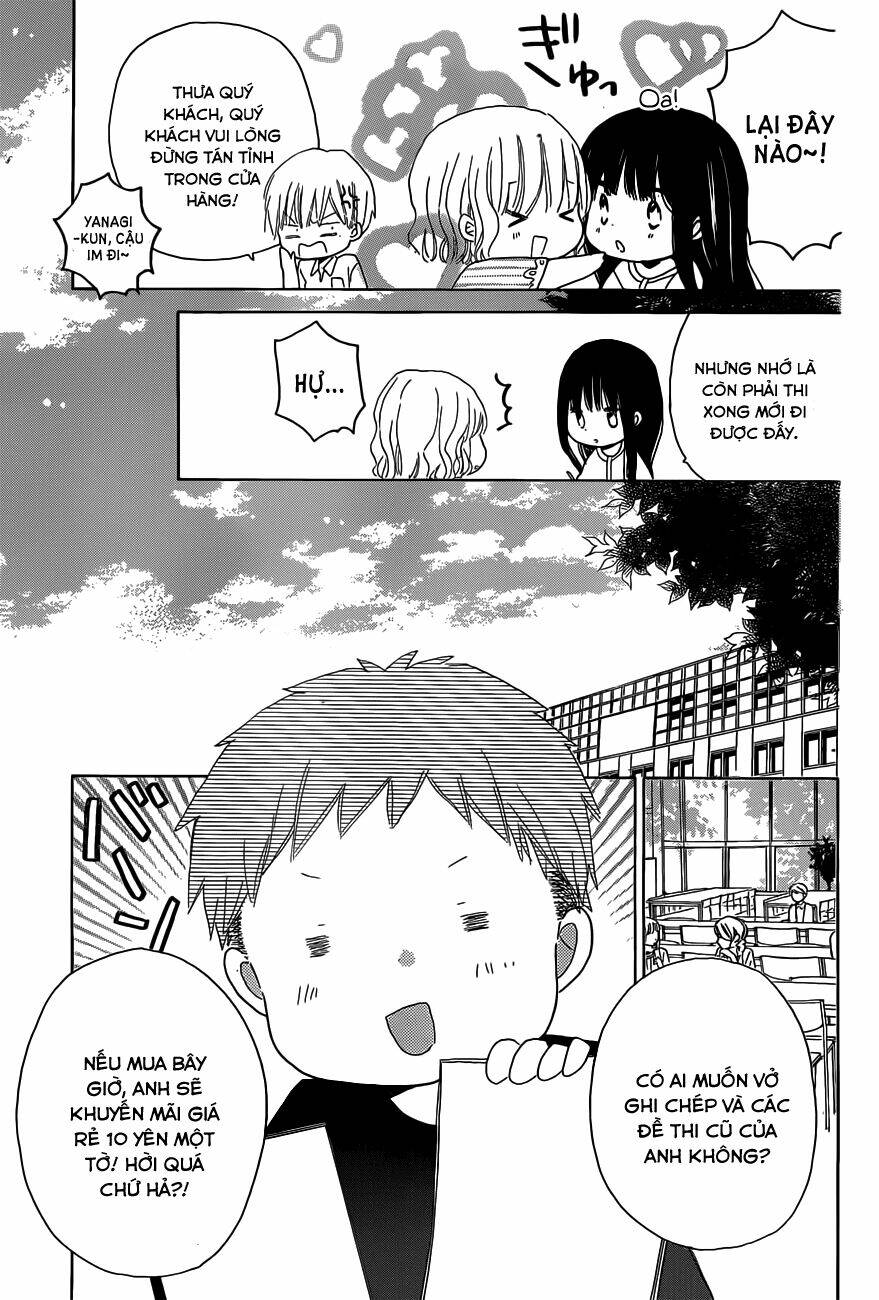 LẠI ĐÂY
NÀO~!
Oa!
ぎゅっ
THƯA QUÝ
KHÁCH, QUÝ
KHÁCH VUI LÒNG
ĐỪNG TÁN TỈNH
TRONG CỬA
HÀNG!
YANAGI
-KUN, CẬU
IM ĐI~
NHƯNG NHỚ LÀ
CÒN PHẢI THI
XONG MỚI ĐI
ĐƯỢC ĐẤY.
HỰ...
CÓ AI MUỐN VỞ
GHI CHÉP VÀ CÁC
ĐỀ THI CŨ CỦA
ANH KHÔNG?
NẾU MUA BÂY
GIỜ, ANH SẼ
KHUYẾN MÃI GIÁ
RẺ 10 YÊN MỘT
TỜ! HỜI QUÁ
CHỨ HẢ?!